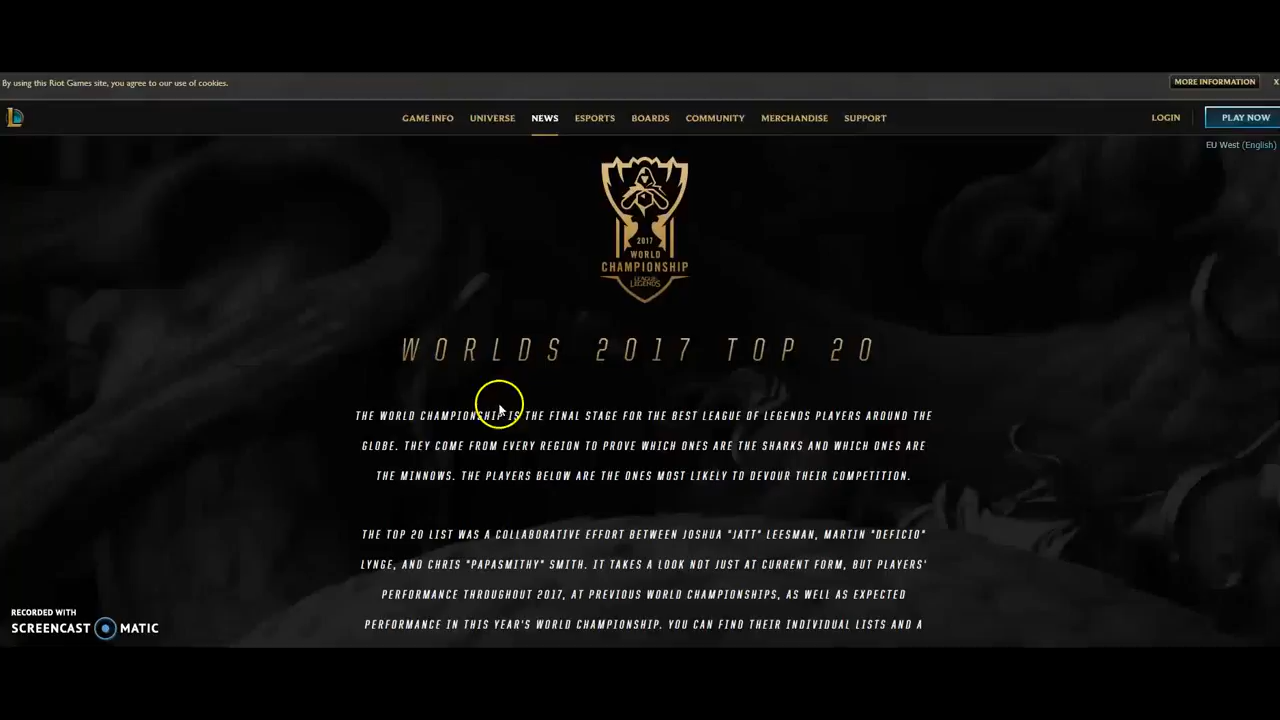 By using this Riot Games site, you agree to our use of cookies.
MORE INFORMATION
X
GAME INFO UNIVERSE NEWS ESPORTS BOARDS COMMUNITY MERCHANDISE SUPPORT
LOGIN
PLAY NOW
EU West (English)
2017
WORLD
CHAMPIONSHIP
LEAGUE OF
LEGENDS
WORLDS 2017 TOP 20
THE WORLD CHAMPIONSHIP IS THE FINAL STAGE FOR THE BEST LEAGUE OF LEGENDS PLAYERS AROUND THE
GLOBE. THEY COME FROM EVERY REGION TO PROVE WHICH ONES ARE THE SHARKS AND WHICH ONES ARE
THE MINNOWS. THE PLAYERS BELOW ARE THE ONES MOST LIKELY TO DEVOUR THEIR COMPETITION.
THE TOP 20 LIST WAS A COLLABORATIVE EFFORT BETWEEN JOSHUA "JATT" LEESMAN, MARTIN "DEFICIO"
LYNGE, AND CHRIS "PAPASMITHY" SMITH. IT TAKES A LOOK NOT JUST AT CURRENT FORM, BUT PLAYERS'
PERFORMANCE THROUGHOUT 2017, AT PREVIOUS WORLD CHAMPIONSHIPS, AS WELL AS EXPECTED
PERFORMANCE IN THIS YEAR'S WORLD CHAMPIONSHIP. YOU CAN FIND THEIR INDIVIDUAL LISTS AND A
RECORDED WITH
SCREENCAST MATIC